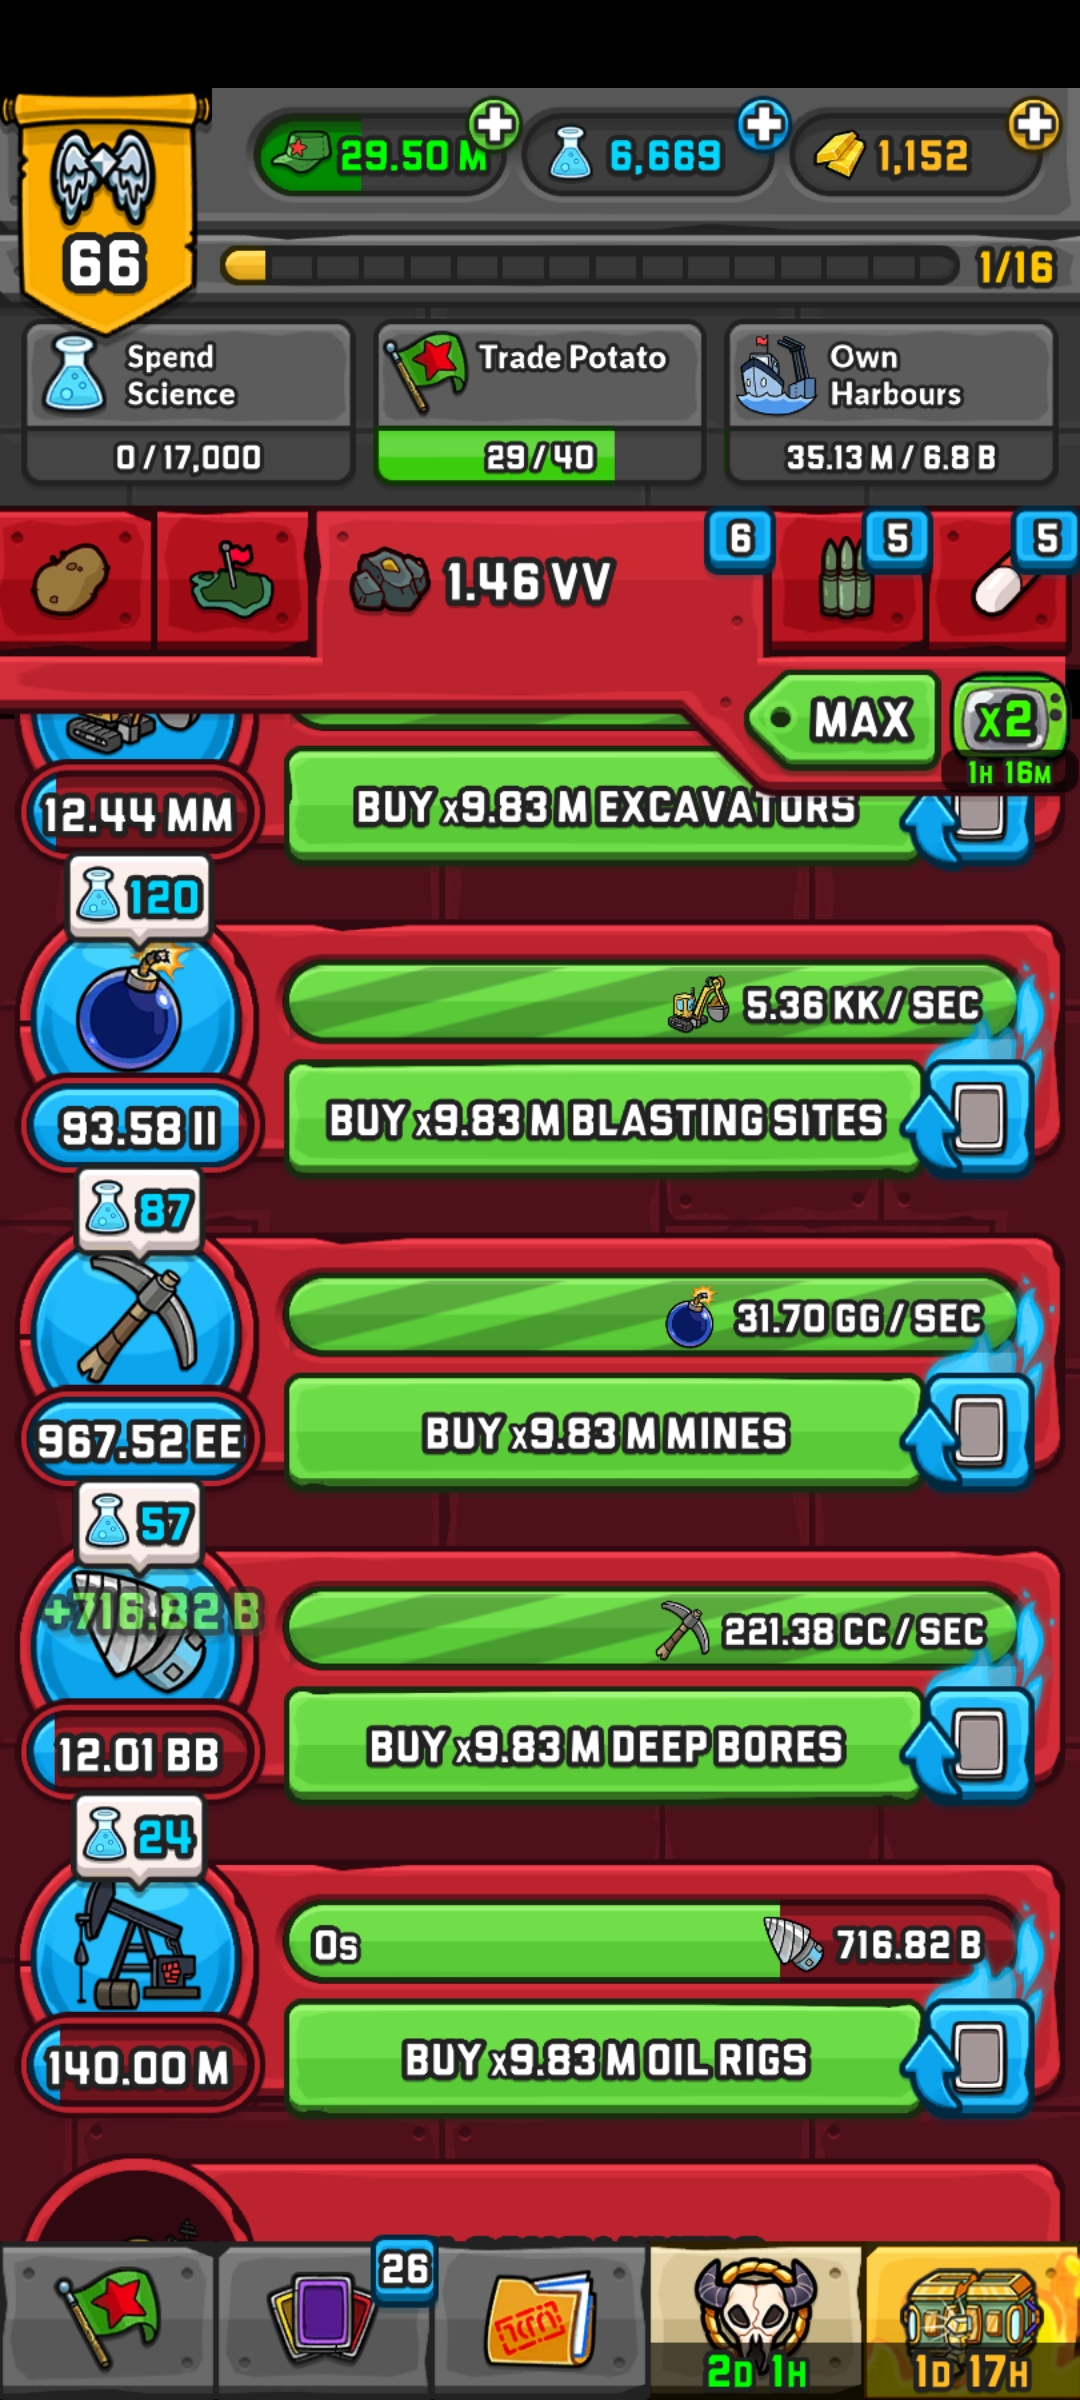 29.50 M
6,669
1,152
66
1/16
Spend
Science
0 / 17,000
Trade Potato
29 / 40
Own
Harbours
35.13 M / 6.8 B
1.46 VV
6
5
5
MAX
x2
1H 16M
12.44 MM
BUY x9.83 M EXCAVATORS
120
5.36 KK / SEC
93.58 II
BUY x9.83 M BLASTING SITES
87
31.70 GG / SEC
967.52 EE
BUY x9.83 M MINES
57
+716.82 B
221.38 CC / SEC
12.01 BB
BUY x9.83 M DEEP BORES
24
0s
716.82 B
140.00 M
BUY x9.83 M OIL RIGS
26
2D 1H
1D 17H